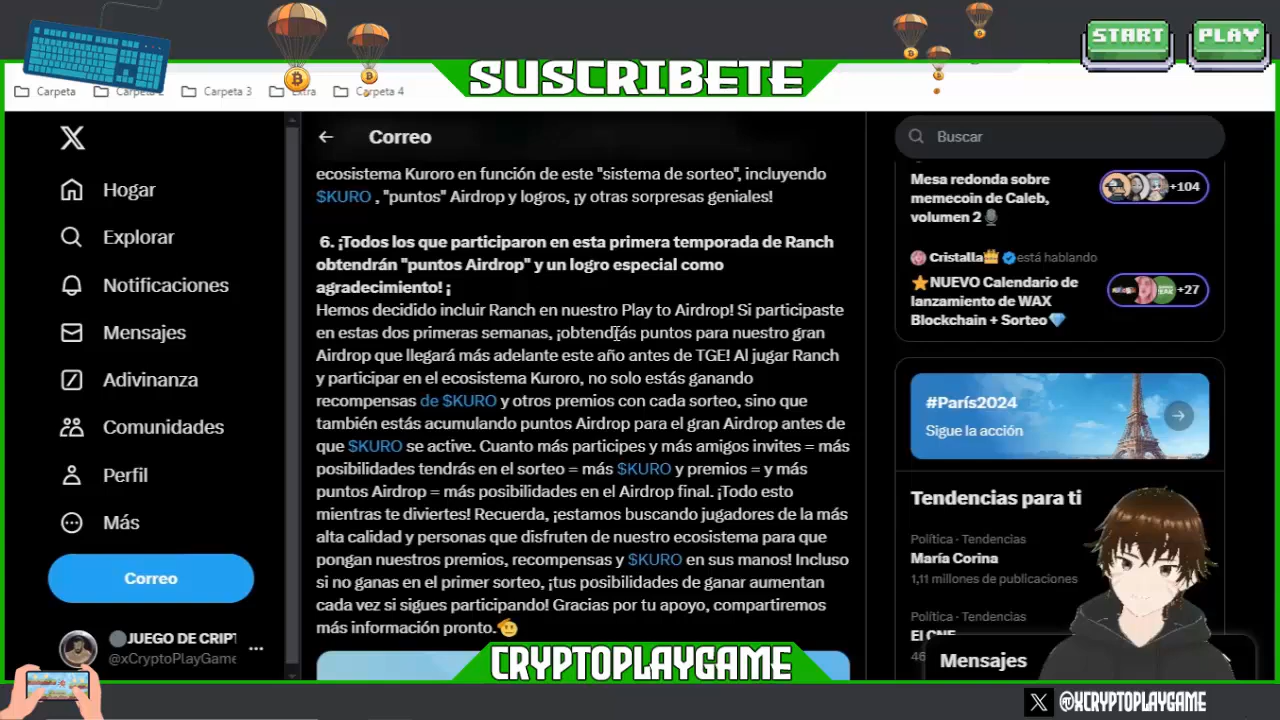 START
PLAY
SUSCRIBETE
Carpeta
Carpeta 2
Carpeta 3
Extra
Carpeta 4
X
Hogar
Explorar
Notificaciones
Mensajes
Adivinanza
Comunidades
Perfil
Más
Correo
JUEGO DE CRIPT
@xCryptoPlayGame
Correo
ecosistema Kuroro en función de este "sistema de sorteo", incluyendo
$KURO , "puntos" Airdrop y logros, ¡y otras sorpresas geniales!
6. ¡Todos los que participaron en esta primera temporada de Ranch
obtendrán "puntos Airdrop" y un logro especial como
agradecimiento! ¡
Hemos decidido incluir Ranch en nuestro Play to Airdrop! Si participaste
en estas dos primeras semanas, ¡obtendrás puntos para nuestro gran
Airdrop que llegará más adelante este año antes de TGE! Al jugar Ranch
y participar en el ecosistema Kuroro, no solo estás ganando
recompensas de $KURO y otros premios con cada sorteo, sino que
también estás acumulando puntos Airdrop para el gran Airdrop antes de
que $KURO se active. Cuanto más participes y más amigos invites = más
posibilidades tendrás en el sorteo = más $KURO y premios = y más
puntos Airdrop = más posibilidades en el Airdrop final. ¡Todo esto
mientras te diviertes! Recuerda, ¡estamos buscando jugadores de la más
alta calidad y personas que disfruten de nuestro ecosistema para que
pongan nuestros premios, recompensas y $KURO en sus manos! Incluso
si no ganas en el primer sorteo, ¡tus posibilidades de ganar aumentan
cada vez si sigues participando! Gracias por tu apoyo, compartiremos
más información pronto.
Buscar
Mesa redonda sobre
memecoin de Caleb,
volumen 2
+104
Cristalla está hablando
NUEVO Calendario de
lanzamiento de WAX
Blockchain + Sorteo
+27
#París2024
Sigue la acción
Tendencias para ti
Política · Tendencias
María Corina
1,11 millones de publicaciones
Política · Tendencias
El CNE
46
Mensajes
CRYPTOPLAYGAME
X @XCRYPTOPLAYGAME